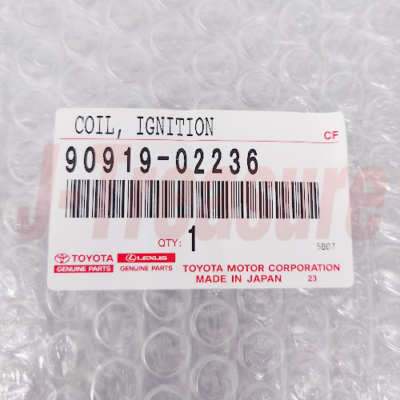 COIL, IGNITION
CF
90919-02236
QTY: 1
5B07
TOYOTA LEXUS
GENUINE PARTS GENUINE PARTS
TOYOTA MOTOR CORPORATION
MADE IN JAPAN 23
J-Treasure